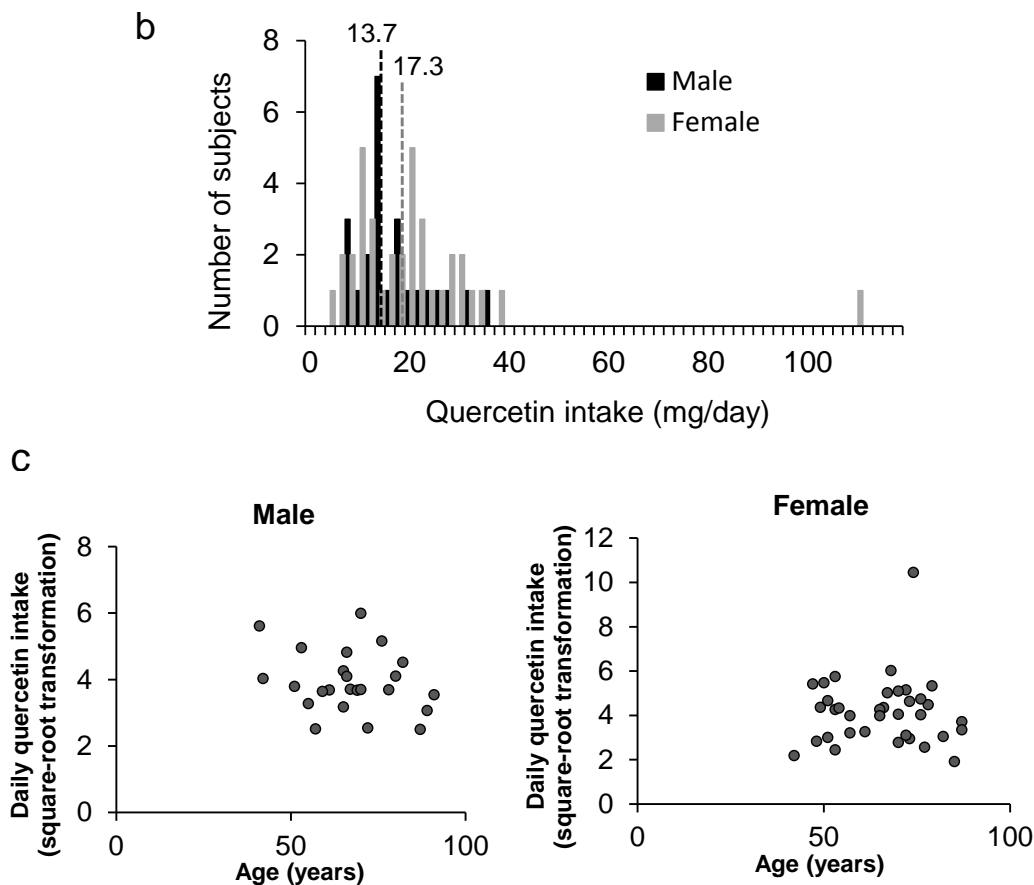 b
13.7
17.3
8
6
4
2
0
Number of subjects
Male
Female
0 20 40 60 80 100
Quercetin intake (mg/day)
c
Male
8
6
4
2
0
Daily quercetin intake
(square-root transformation)
0 50 100
Age (years)
Female
12
10
8
6
4
2
0
Daily quercetin intake
(square-root transformation)
0 50 100
Age (years)